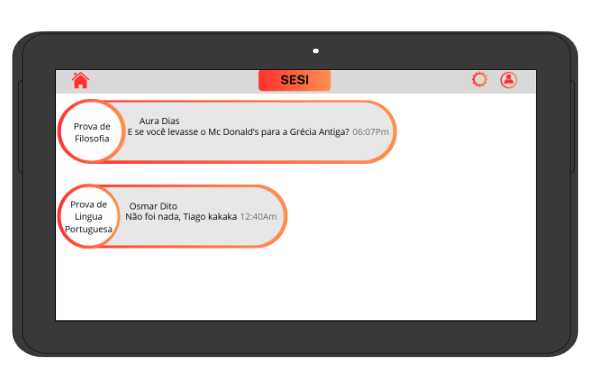 SESI
Prova de
Filosofia
Aura Dias
E se você levasse o Mc Donald's para a Grécia Antiga? 06:07Pm
Prova de
Lingua
Portuguesa
Osmar Dito
Não foi nada, Tiago kakaka 12:40Am